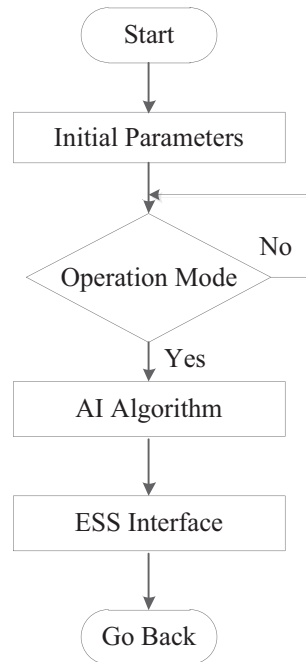 Start
Initial Parameters
Operation Mode
No
Yes
AI Algorithm
ESS Interface
Go Back